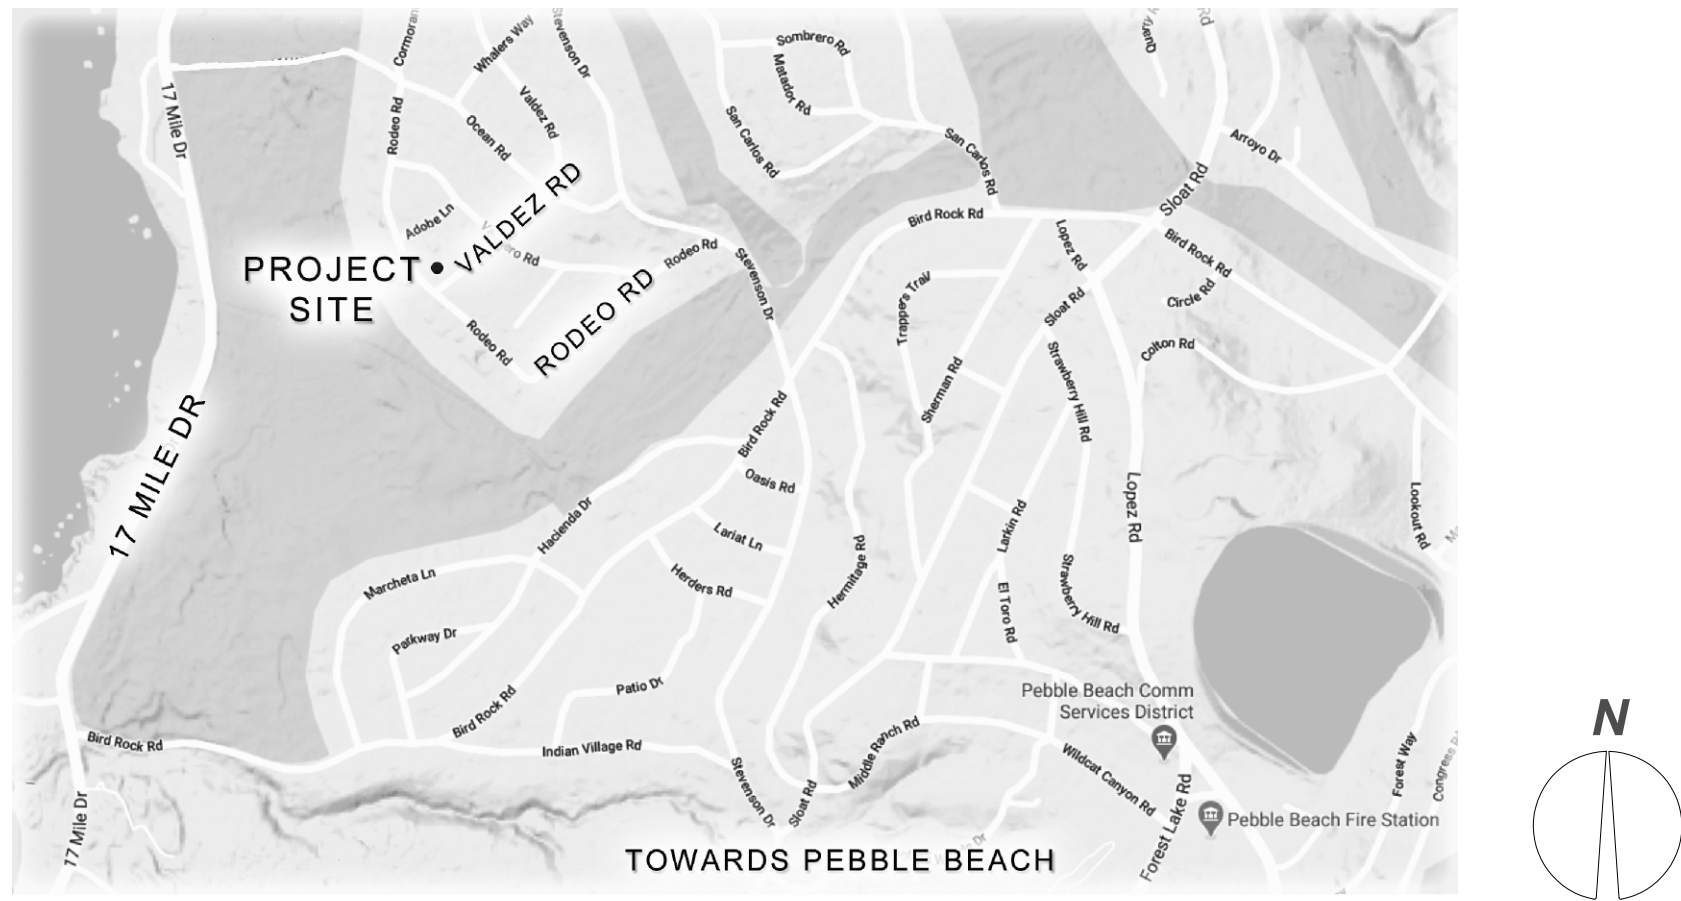 Whalers Way
Stevenson Dr
Sombrero Rd
Rd
17 Mile Dr
Rodeo Rd
Ocean Rd
Valdez Rd
Matador Rd
San Carlos Rd
San Carlos Rd
Arroyo Dr
Sloat Rd
Adobe Ln
VALDEZ RD
Bird Rock Rd
Lopez Rd
Bird Rock Rd
PROJECT
SITE
Rodeo Rd
Stevenson Dr
Circle Rd
RODEO RD
Sloat Rd
Rodeo Rd
Colton Rd
Sherman Rd
Strawberry Hill Rd
17 MILE DR
Bird Rock Rd
Oasis Rd
Lopez Rd
Lookout Rd
Hacienda Dr
Lariat Ln
Larkin Rd
Marcheta Ln
Herders Rd
Hermitage Rd
El Toro Rd
Strawberry Hill Rd
Parkway Dr
Patio Dr
Bird Rock Rd
Pebble Beach Comm
Services District
Bird Rock Rd
Indian Village Rd
Middle Ranch Rd
Wildcat Canyon Rd
Forest Way
N
17 Mile Dr
Stevenson Dr
Sloat Rd
Forest Lake Rd
Pebble Beach Fire Station
TOWARDS PEBBLE BEACH